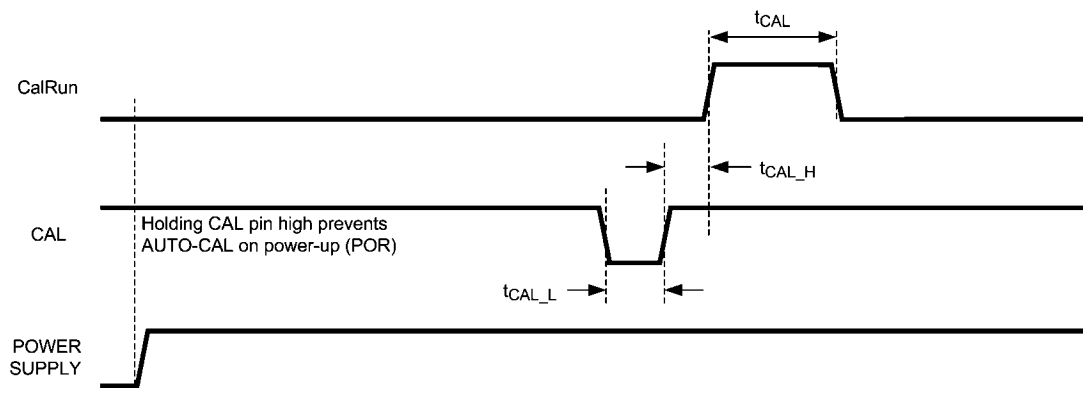 tCAL
CalRun
tCAL_H
Holding CAL pin high prevents
CAL
AUTO-CAL on power-up (POR)
tCAL_L
POWER
SUPPLY